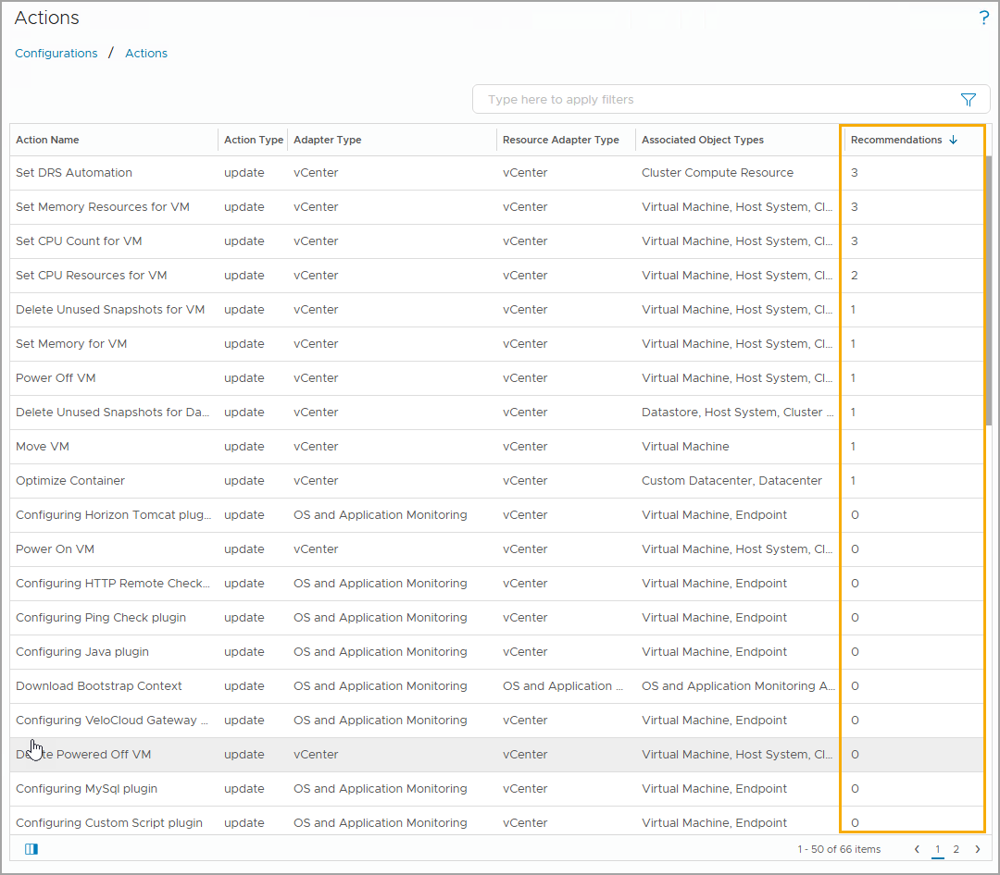 Actions
?
Configurations / Actions
Type here to apply filters
Action Name Action Type Adapter Type Resource Adapter Type Associated Object Types Recommendations
Set DRS Automation update vCenter vCenter Cluster Compute Resource 3
Set Memory Resources for VM update vCenter vCenter Virtual Machine, Host System, Cl... 3
Set CPU Count for VM update vCenter vCenter Virtual Machine, Host System, Cl... 3
Set CPU Resources for VM update vCenter vCenter Virtual Machine, Host System, Cl... 2
Delete Unused Snapshots for VM update vCenter vCenter Virtual Machine, Host System, Cl... 1
Set Memory for VM update vCenter vCenter Virtual Machine, Host System, Cl... 1
Power Off VM update vCenter vCenter Virtual Machine, Host System, Cl... 1
Delete Unused Snapshots for Da... update vCenter vCenter Datastore, Host System, Cluster ... 1
Move VM update vCenter vCenter Virtual Machine 1
Optimize Container update vCenter vCenter Custom Datacenter, Datacenter 1
Configuring Horizon Tomcat plug... update OS and Application Monitoring vCenter Virtual Machine, Endpoint 0
Power On VM update vCenter vCenter Virtual Machine, Host System, Cl... 0
Configuring HTTP Remote Check... update OS and Application Monitoring vCenter Virtual Machine, Endpoint 0
Configuring Ping Check plugin update OS and Application Monitoring vCenter Virtual Machine, Endpoint 0
Configuring Java plugin update OS and Application Monitoring vCenter Virtual Machine, Endpoint 0
Download Bootstrap Context update OS and Application Monitoring OS and Application ... OS and Application Monitoring A... 0
Configuring VeloCloud Gateway ... update OS and Application Monitoring vCenter Virtual Machine, Endpoint 0
Delete Powered Off VM update vCenter vCenter Virtual Machine, Host System, Cl... 0
Configuring MySql plugin update OS and Application Monitoring vCenter Virtual Machine, Endpoint 0
Configuring Custom Script plugin update OS and Application Monitoring vCenter Virtual Machine, Endpoint 0
1 - 50 of 66 items 1 2